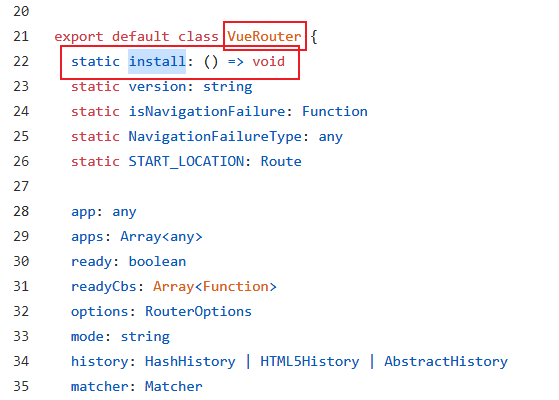 20
21 export default class VueRouter {
22 static install: () => void
23 static version: string
24 static isNavigationFailure: Function
25 static NavigationFailureType: any
26 static START_LOCATION: Route
27
28 app: any
29 apps: Array<any>
30 ready: boolean
31 readyCbs: Array<Function>
32 options: RouterOptions
33 mode: string
34 history: HashHistory | HTML5History | AbstractHistory
35 matcher: Matcher